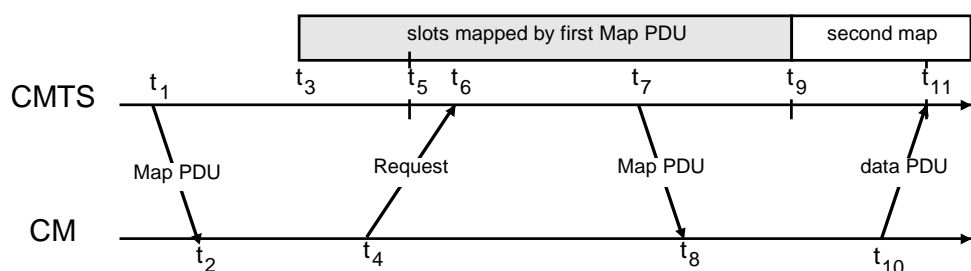 slots mapped by first Map PDU second map
t1 t3 t5 t6 t7 t9 t11
CMTS
Map PDU Request Map PDU data PDU
CM
t2 t4 t8 t10